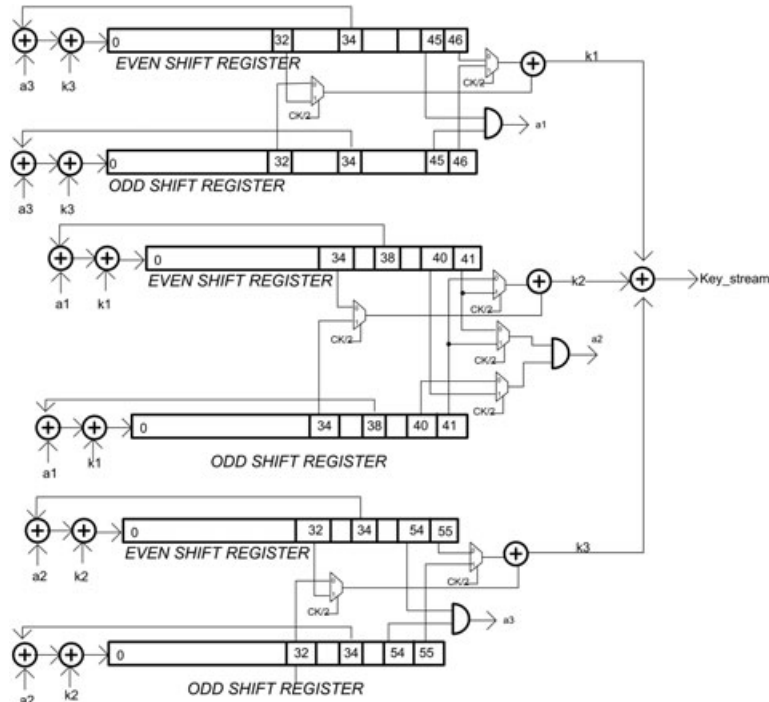 0 32 34 45 46
EVEN SHIFT REGISTER
a3 k3
CK/2
k1
CK/2
a1
0 32 34 45 46
ODD SHIFT REGISTER
a3 k3
0 34 38 40 41
EVEN SHIFT REGISTER
a1 k1
CK/2
k2
Key_stream
CK/2
a2
CK/2
CK/2
0 34 38 40 41
ODD SHIFT REGISTER
a1 k1
0 32 34 54 55
EVEN SHIFT REGISTER
a2 k2
k3
CK/2
CK/2
a3
0 32 34 54 55
ODD SHIFT REGISTER
a2 k2